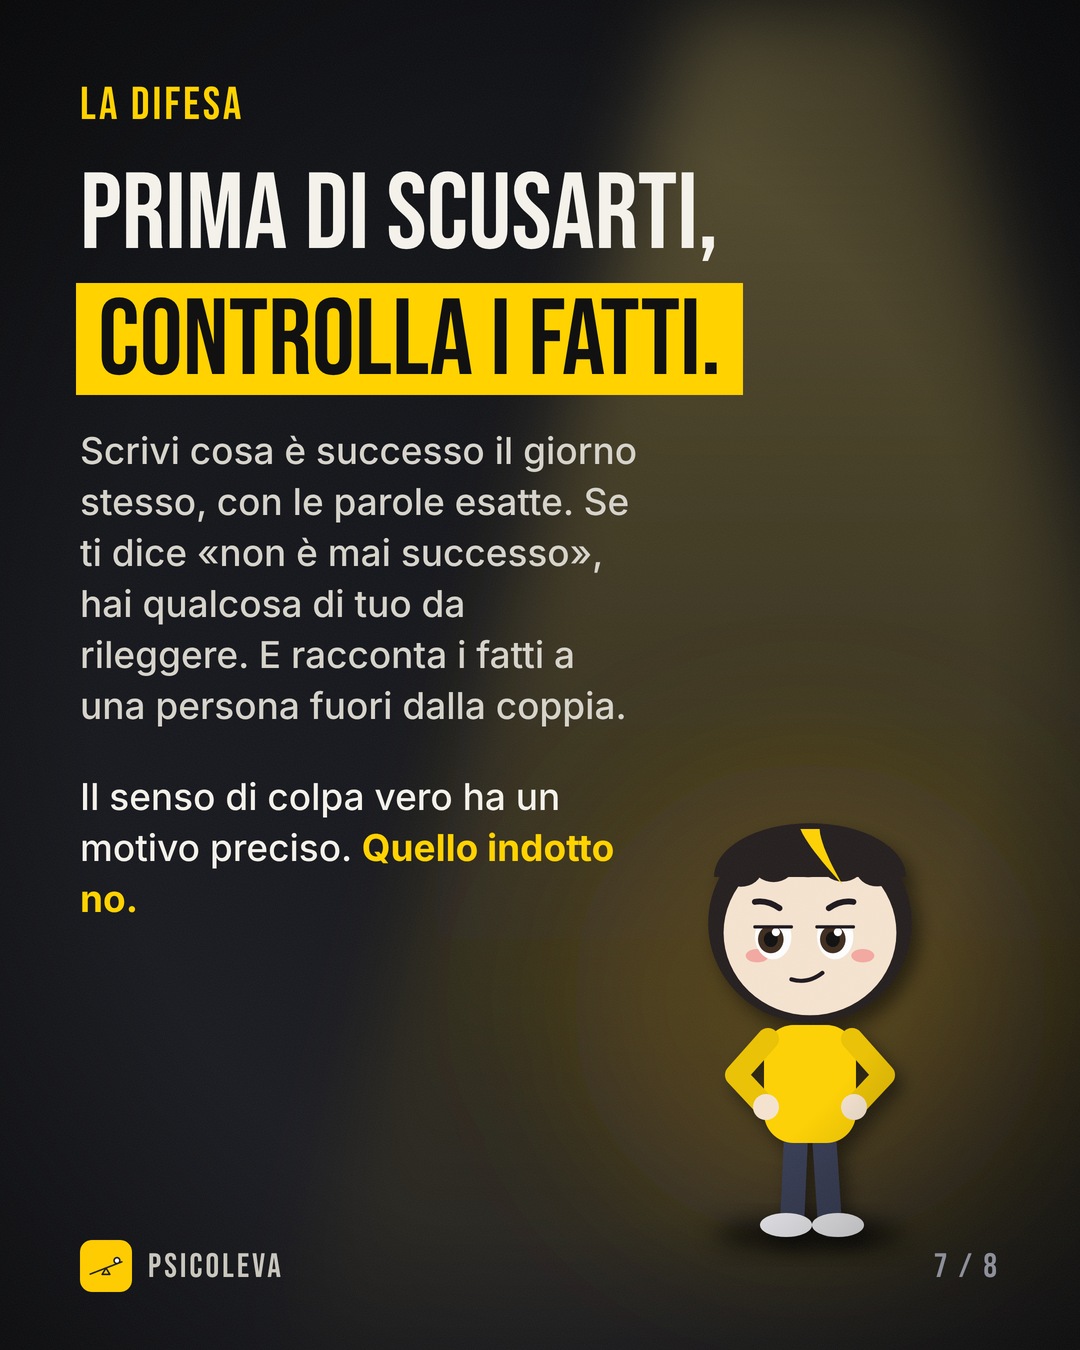 LA DIFESA
PRIMA DI SCUSARTI,
CONTROLLA I FATTI.
Scrivi cosa è successo il giorno
stesso, con le parole esatte. Se
ti dice «non è mai successo»,
hai qualcosa di tuo da
rileggere. E racconta i fatti a
una persona fuori dalla coppia.
Il senso di colpa vero ha un
motivo preciso. Quello indotto
no.
PSICOLEVA
7 / 8